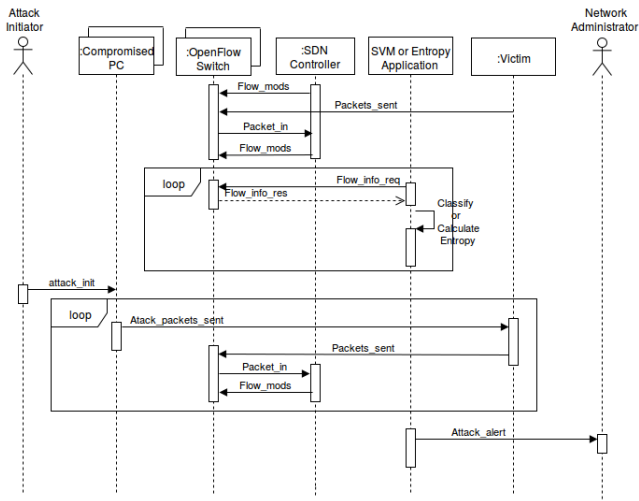 Attack
Initiator
Network
Administrator
:Compromised
PC
:OpenFlow
Switch
:SDN
Controller
SVM or Entropy
Application
:Victim
Flow_mods
Packets_sent
Packet_in
Flow_mods
loop
Flow_info_req
Flow_info_res
Classify
or
Calculate
Entropy
attack_init
loop
Atack_packets_sent
Packets_sent
Packet_in
Flow_mods
Attack_alert